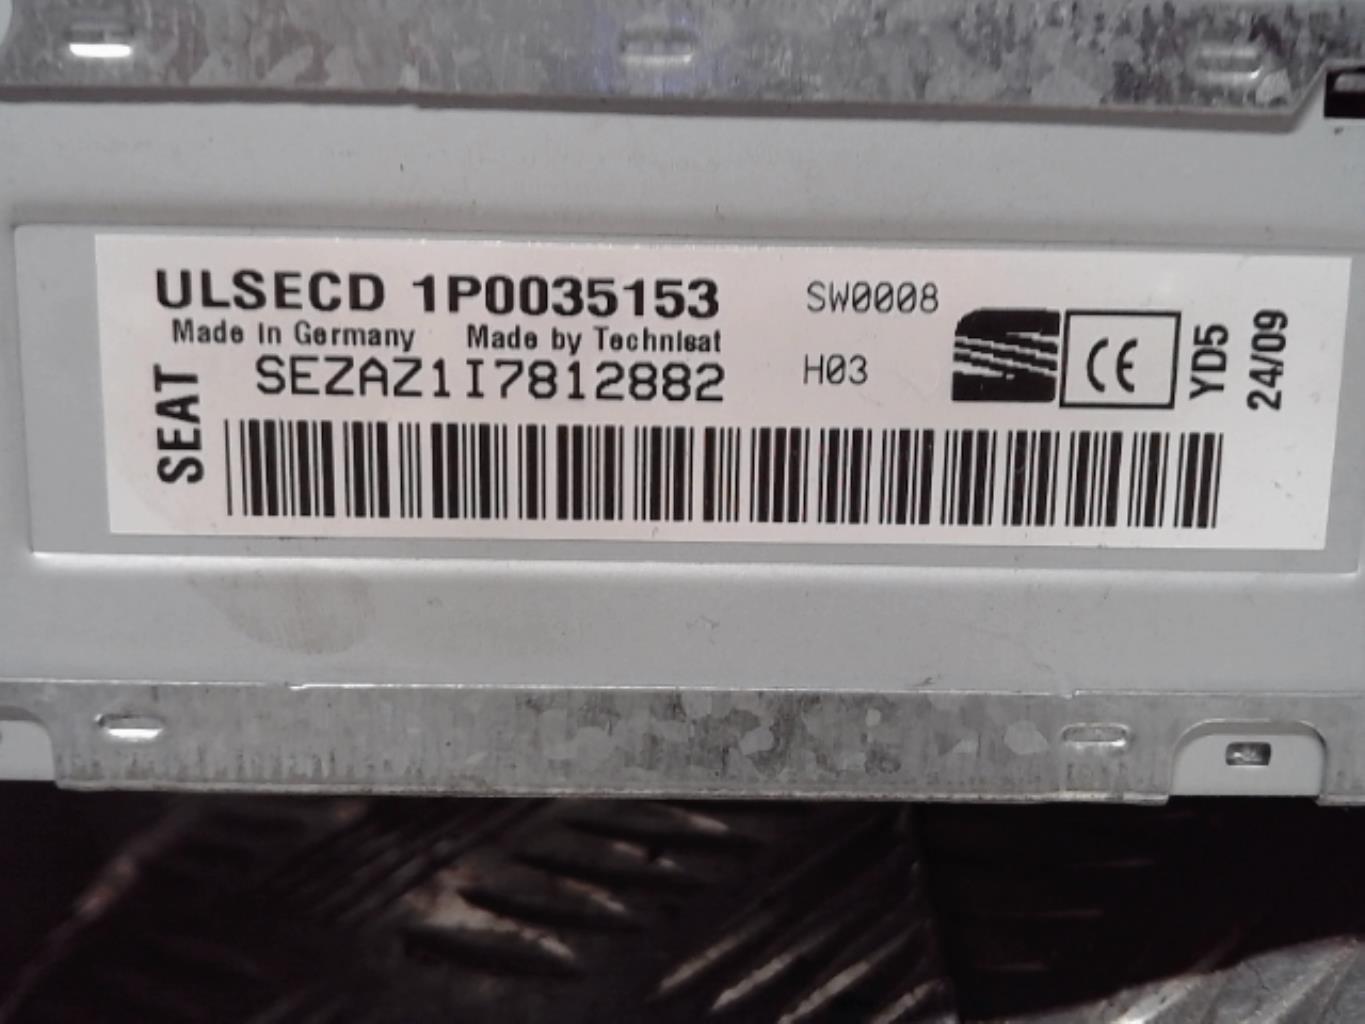 ULSECD 1P0035153
SW0008
Made in Germany Made by Technisat
SEZAZ1I7812882
H03
SEAT
CE
YD5
24/09